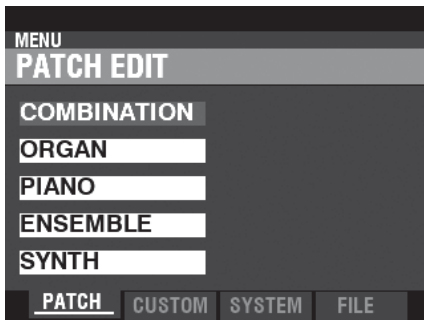 MENU
PATCH EDIT
COMBINATION
ORGAN
PIANO
ENSEMBLE
SYNTH
PATCH CUSTOM SYSTEM FILE